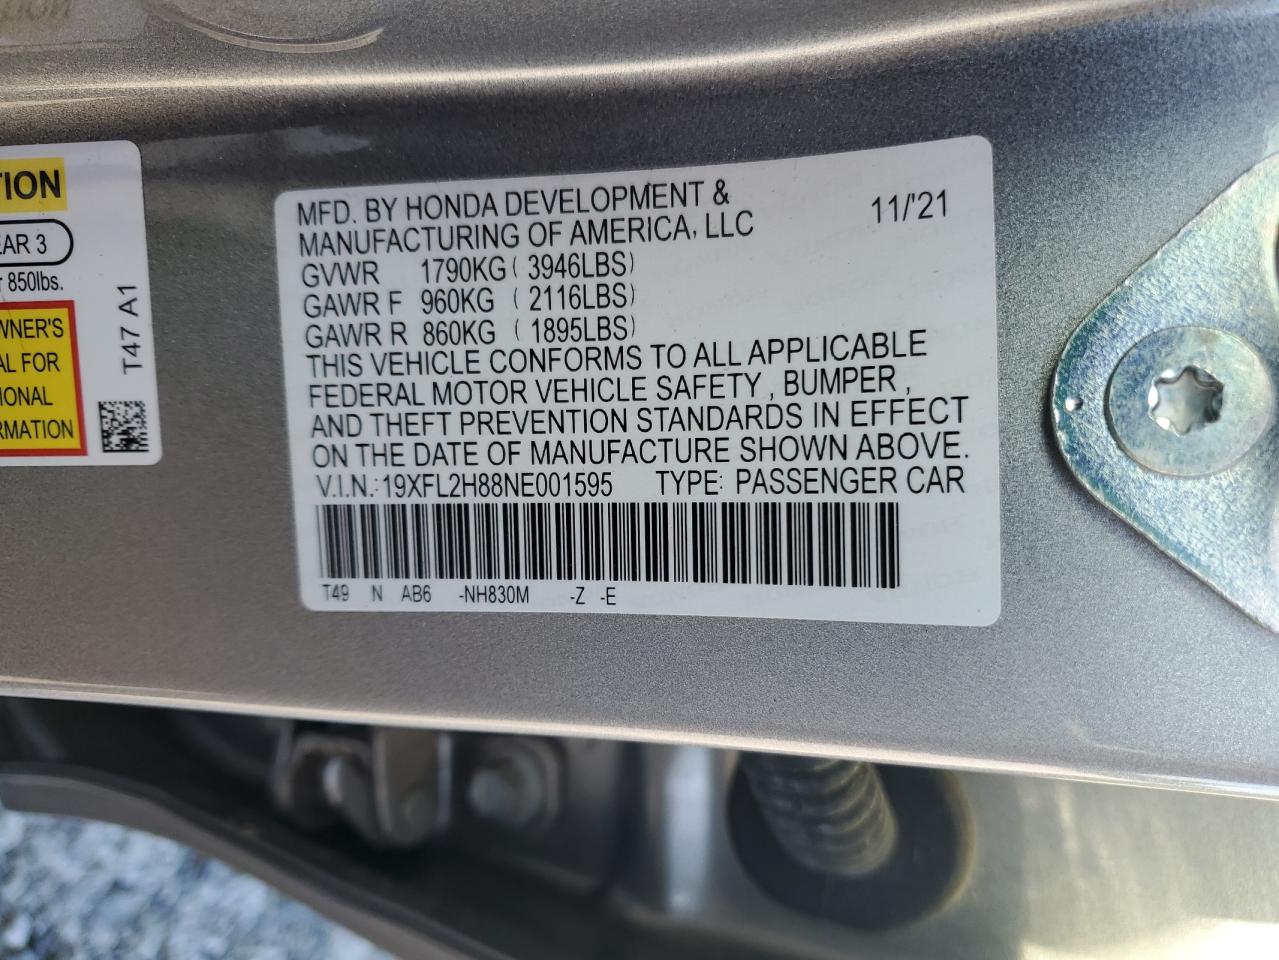 TION
EAR 3
850lbs.
WNER'S
AL FOR
IONAL
RMATION
T47 A1
MFD. BY HONDA DEVELOPMENT &
MANUFACTURING OF AMERICA, LLC
11/'21
GVWR 1790KG ( 3946LBS)
GAWR F 960KG ( 2116LBS)
GAWR R 860KG ( 1895LBS)
THIS VEHICLE CONFORMS TO ALL APPLICABLE
FEDERAL MOTOR VEHICLE SAFETY , BUMPER ,
AND THEFT PREVENTION STANDARDS IN EFFECT
ON THE DATE OF MANUFACTURE SHOWN ABOVE.
V.I.N.: 19XFL2H88NE001595 TYPE: PASSENGER CAR
T49 N AB6 -NH830M -Z -E